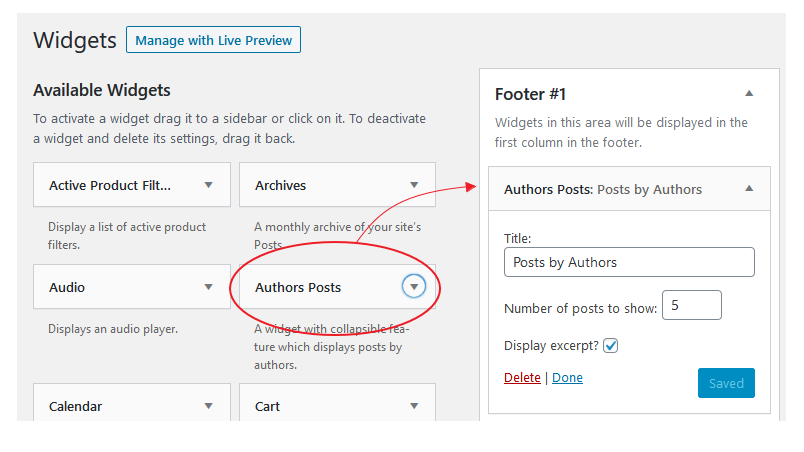 Widgets
Manage with Live Preview
Available Widgets
To activate a widget drag it to a sidebar or click on it. To deactivate
a widget and delete its settings, drag it back.
Active Product Filt...
Archives
Display a list of active product
filters.
A monthly archive of your site's
Posts.
Audio
Authors Posts
Displays an audio player.
A widget with collapsible fea-
ture which displays posts by
authors.
Calendar
Cart
Footer #1
Widgets in this area will be displayed in the
first column in the footer.
Authors Posts: Posts by Authors
Title:
Posts by Authors
Number of posts to show: 5
Display excerpt?
Delete | Done
Saved